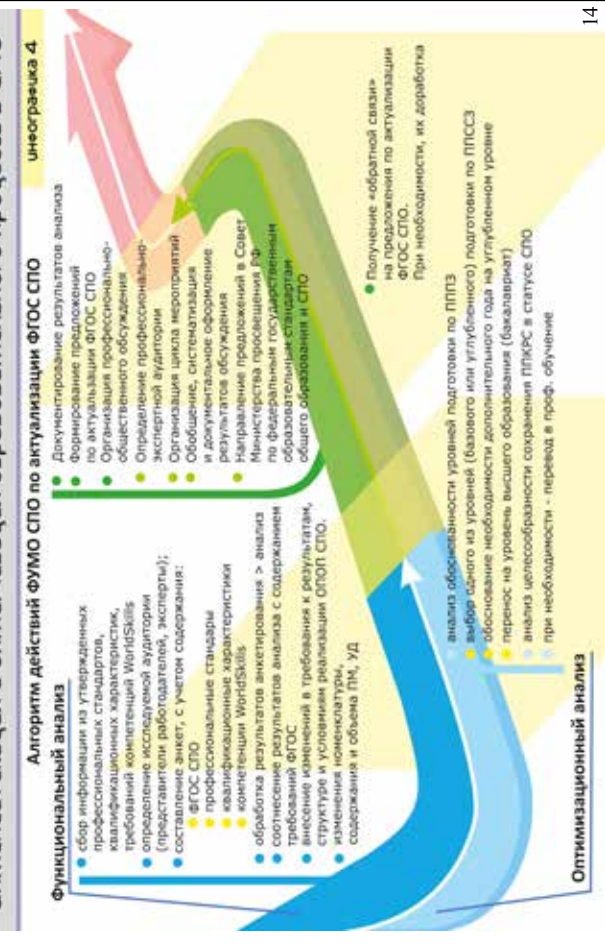 Алгоритм действий ФУМО СПО по актуализации ФГОС СПО
инфографика 4
Функциональный анализ
сбор информации из утвержденных
профессиональных стандартов,
квалификационных характеристик,
требований компетенций WorldSkills
определение исследуемой аудитории
(представители работодателей, эксперты);
составление анкет, с учетом содержания:
ФГОС СПО
профессиональные стандары
квалификационные характеристики
компетенции WorldSkills
обработка результатов анкетирования > анализ
соотнесение результатов анализа с содержанием
требований ФГОС
внесение изменений в требования к результатам,
структуре и условиям реализации ОПОП СПО.
изменения номенклатуры,
содержания и объема ПМ, УД
Документирование результатов анализа
Формирование предложений
по актуализации ФГОС СПО
Организация профессионально-
общественного обсуждения
Определение профессионально-
экспертной аудитории
Организация цикла мероприятий
Обобщение, систематизация
и документальное оформление
результатов обсуждения
Направление предложений в Совет
Министерства просвещения РФ
по федеральным государственным
образовательным стандартам
общего образования и СПО
Получение «обратной связи»
на предложения по актуализации
ФГОС СПО.
При необходимости, их доработка
Оптимизационный анализ
анализ обоснованности уровней подготовки по ПППЗ
выбор одного из уровней (базового или углубленного) подготовки по ППССЗ
обоснование необходимости дополнительного года на углубленном уровне
перенос на уровень высшего образования (бакалавриат)
анализ целесообразности сохранения ППКРС в статусе СПО
при необходимости - перевод в проф. обучение
14